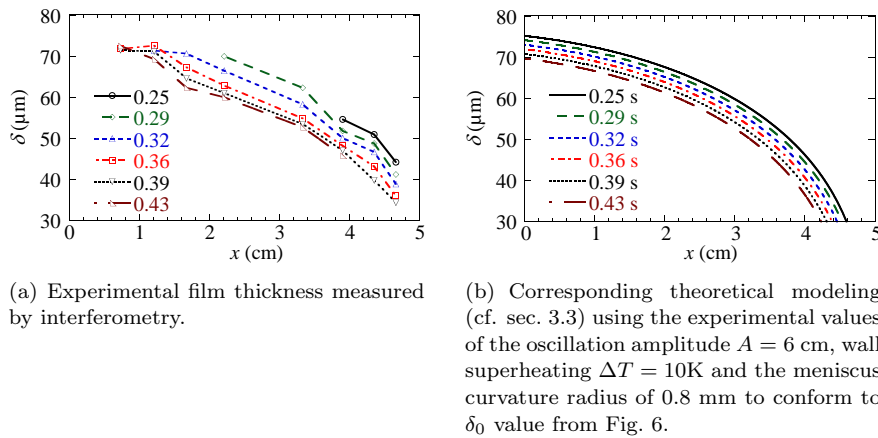 80
70
60
50
40
30
δ (μm)
0.25
0.29
0.32
0.36
0.39
0.43
0 1 2 3 4 5
x (cm)
(a) Experimental film thickness measured
by interferometry.
80
70
60
50
40
30
δ (μm)
0.25 s
0.29 s
0.32 s
0.36 s
0.39 s
0.43 s
0 1 2 3 4 5
x (cm)
(b) Corresponding theoretical modeling
(cf. sec. 3.3) using the experimental values
of the oscillation amplitude A = 6 cm, wall
superheating ΔT = 10K and the meniscus
curvature radius of 0.8 mm to conform to
δ0 value from Fig. 6.